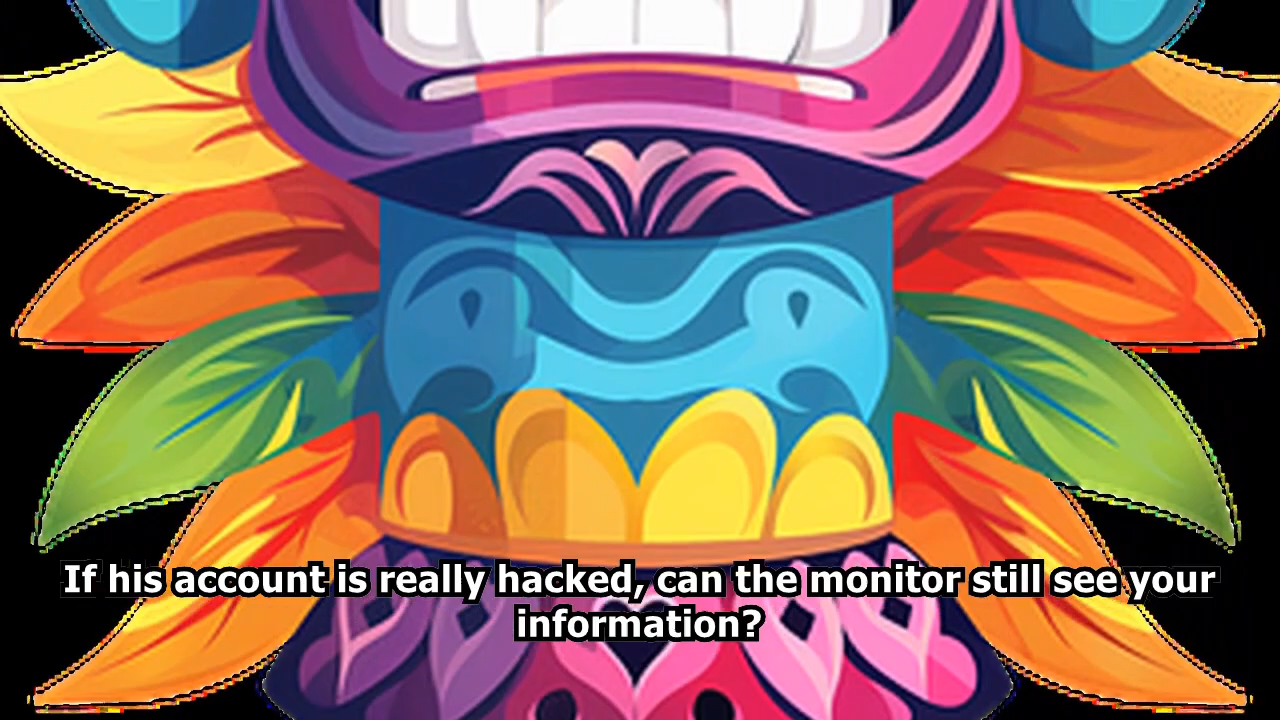 If his account is really hacked, can the monitor still see your
information?